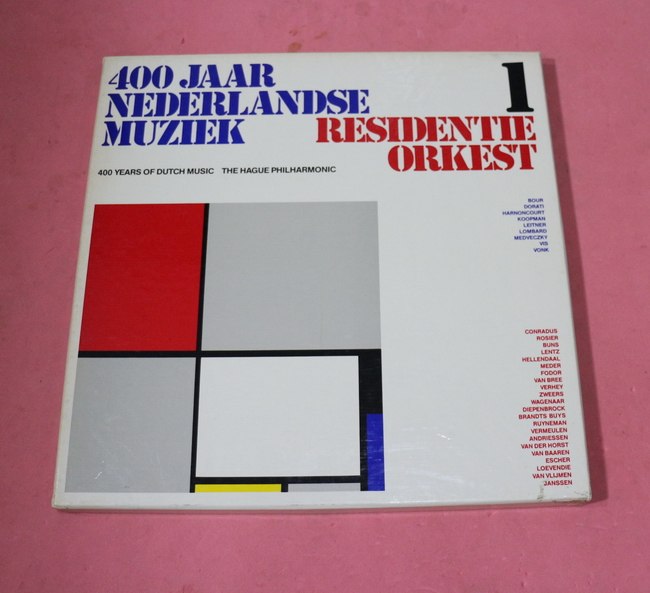 400 JAAR
NEDERLANDSE
MUZIEK
1
RESIDENTIE
ORKEST
400 YEARS OF DUTCH MUSIC THE HAGUE PHILHARMONIC
BOUR
DORATI
HARNONCOURT
KOOPMAN
LEITNER
LOMBARD
MEDVECZKY
VIS
VONK
CONRADUS
ROSIER
BUNS
LENTZ
HELLENDAAL
MEDER
FODOR
VAN BREE
VERHEY
ZWEERS
WAGENAAR
DIEPENBROCK
BRANDTS BUYS
RUYNEMAN
VERMEULEN
ANDRIESSEN
VAN DER HORST
VAN BAAREN
ESCHER
LOEVENDIE
VAN VLIJMEN
JANSSEN